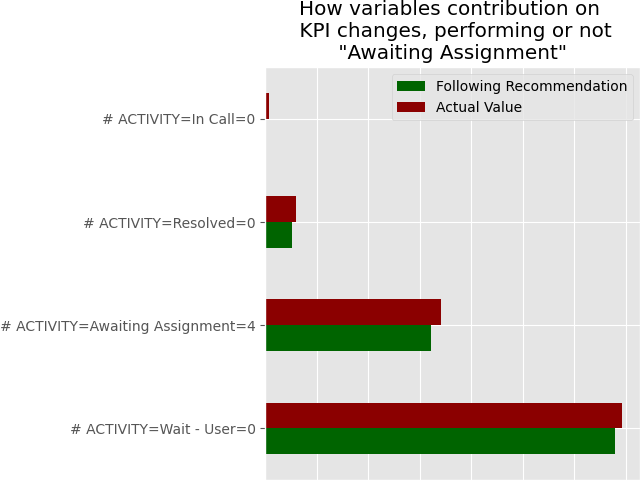 How variables contribution on
KPI changes, performing or not
"Awaiting Assignment"
Following Recommendation
Actual Value
# ACTIVITY=In Call=0
# ACTIVITY=Resolved=0
# ACTIVITY=Awaiting Assignment=4
# ACTIVITY=Wait - User=0